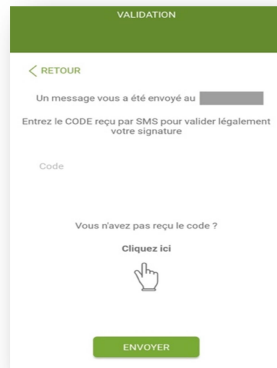 VALIDATION
RETOUR
Un message vous a été envoyé au
Entrez le CODE reçu par SMS pour valider légalement
votre signature
Code
Vous n'avez pas reçu le code ?
Cliquez ici
ENVOYER